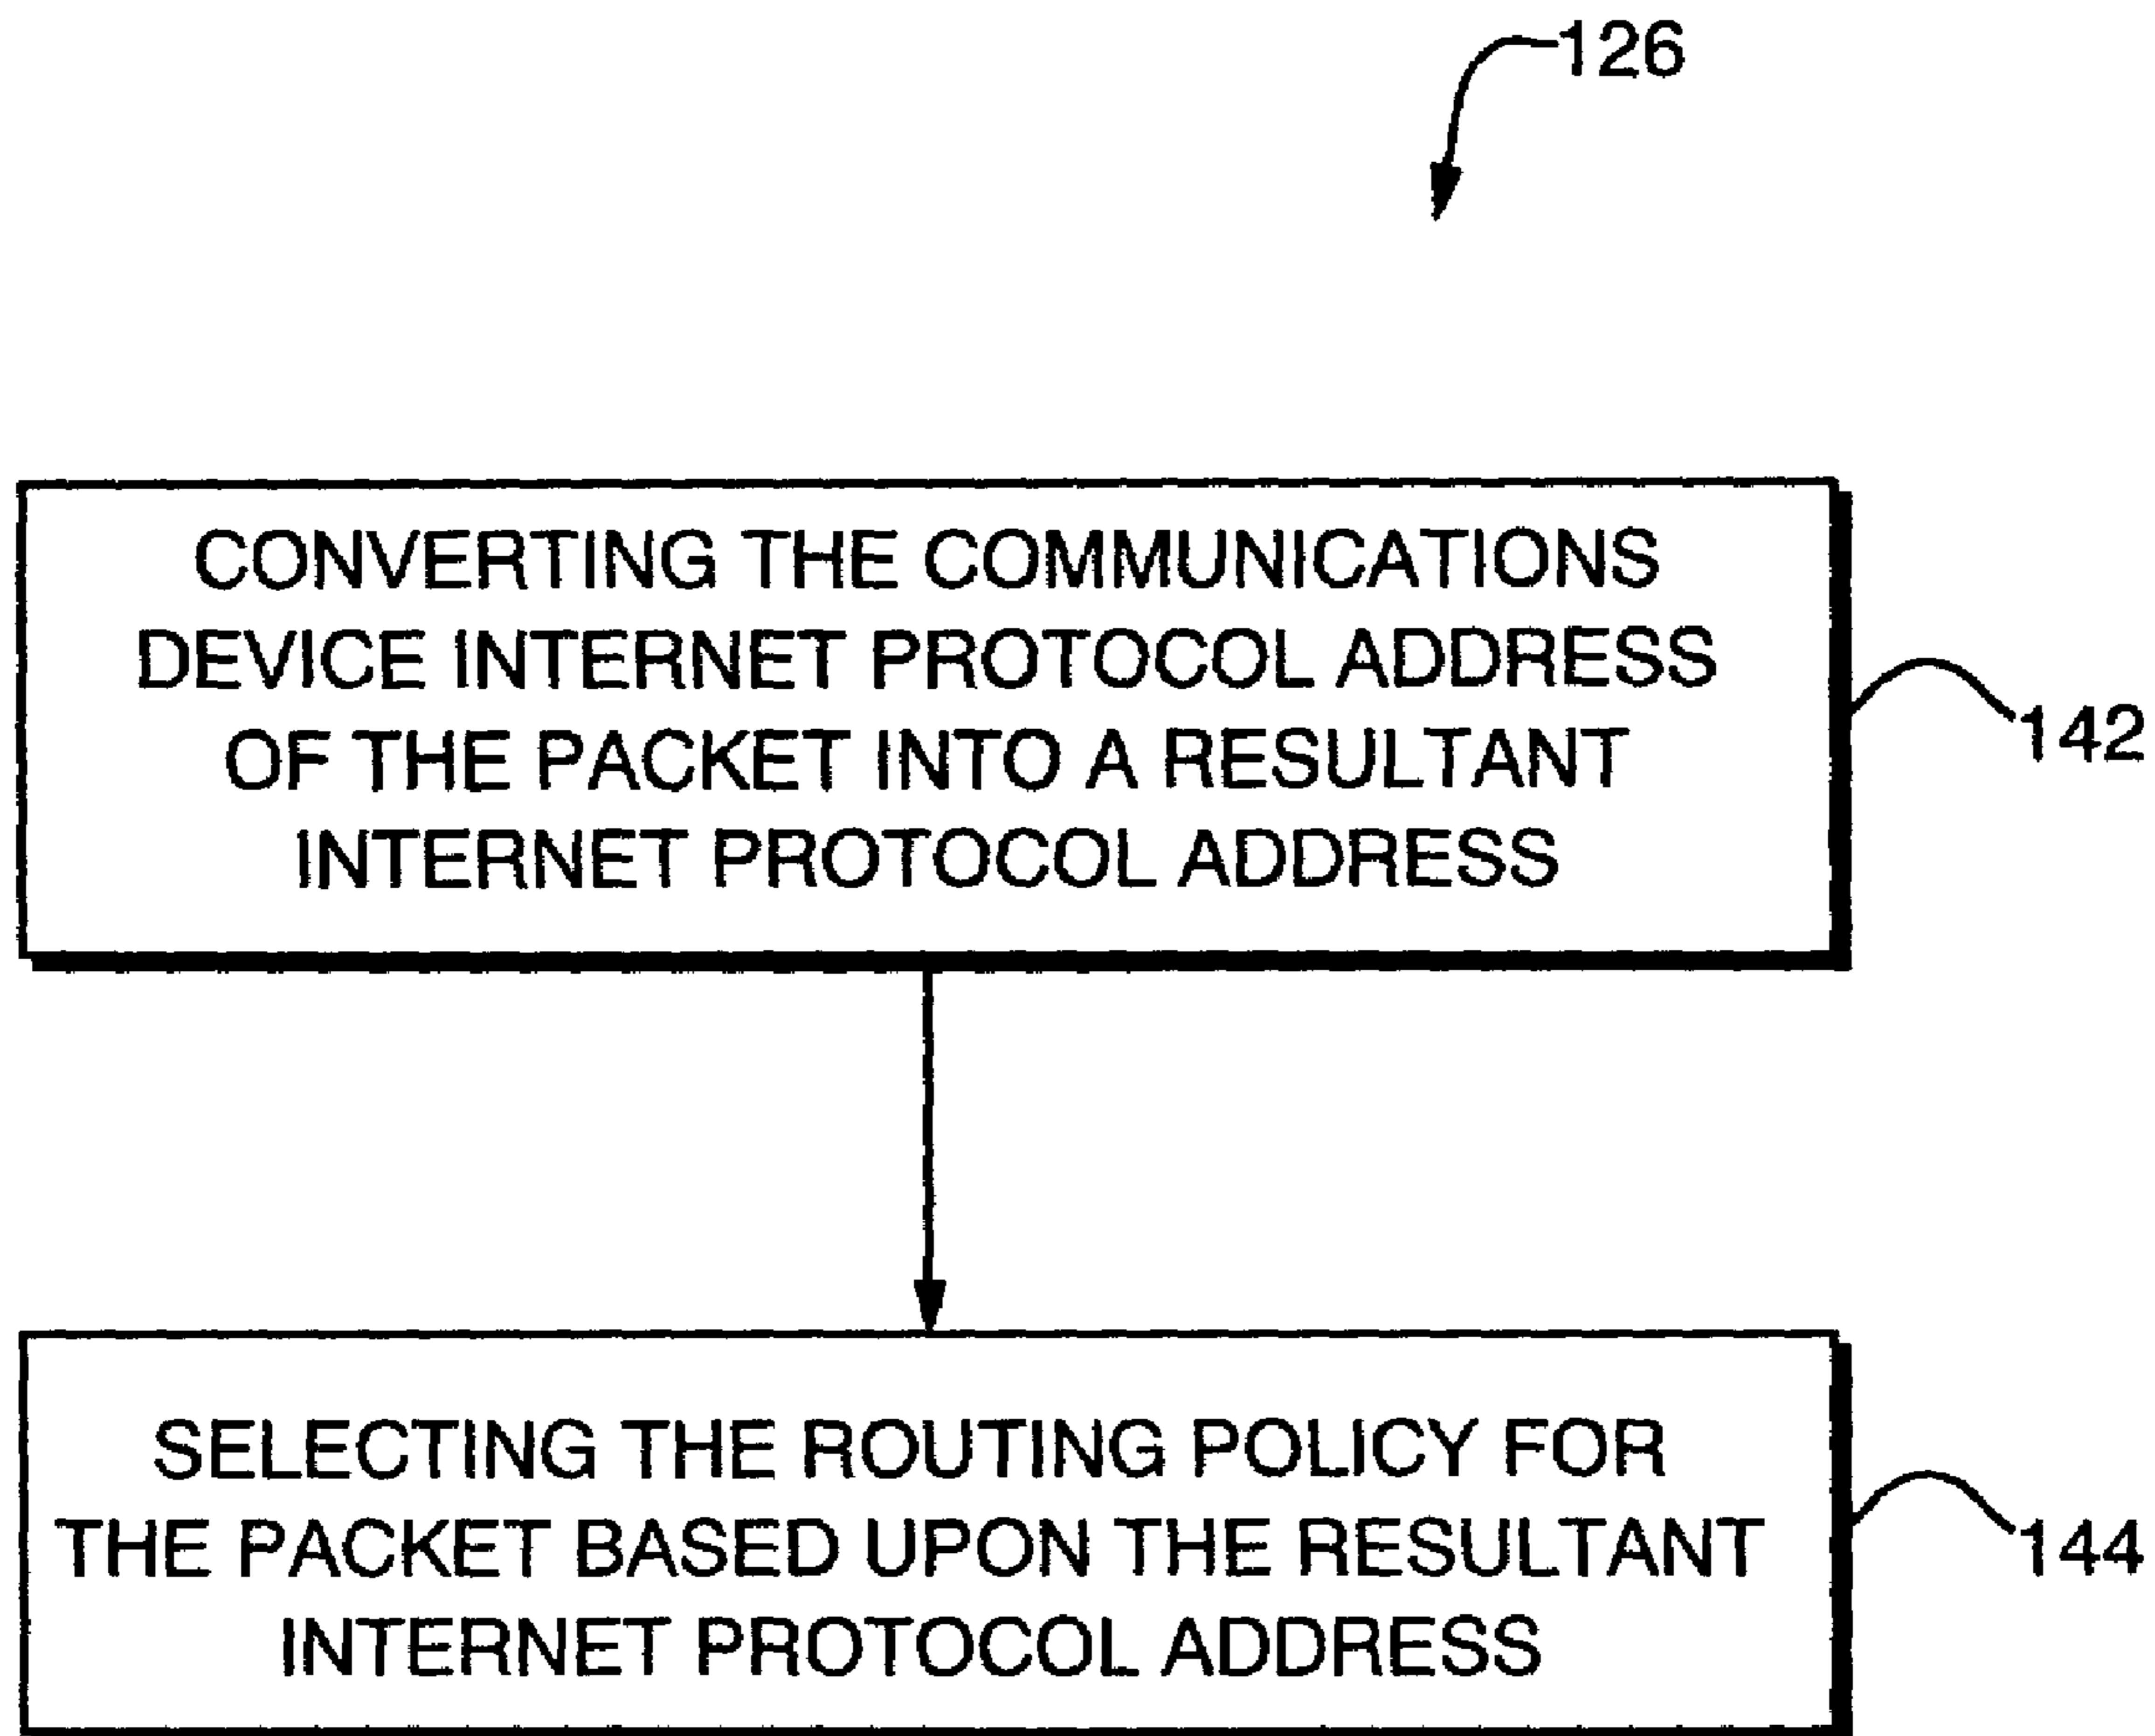 126
CONVERTING THE COMMUNICATIONS
DEVICE INTERNET PROTOCOL ADDRESS
OF THE PACKET INTO A RESULTANT
INTERNET PROTOCOL ADDRESS
142
SELECTING THE ROUTING POLICY FOR
THE PACKET BASED UPON THE RESULTANT
INTERNET PROTOCOL ADDRESS
144